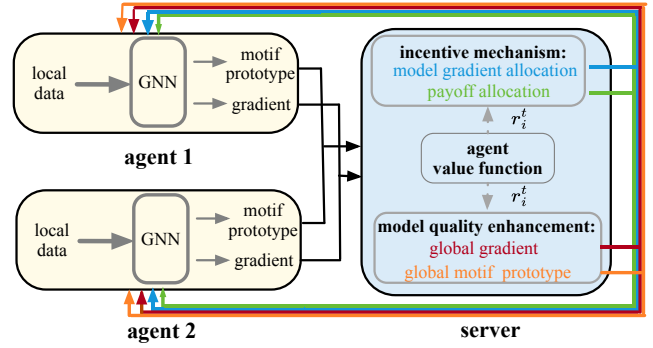 local
data
GNN
motif
prototype
gradient
agent 1
local
data
GNN
motif
prototype
gradient
agent 2
incentive mechanism:
model gradient allocation
payoff allocation
r_i^t
agent
value function
r_i^t
model quality enhancement:
global gradient
global motif prototype
server